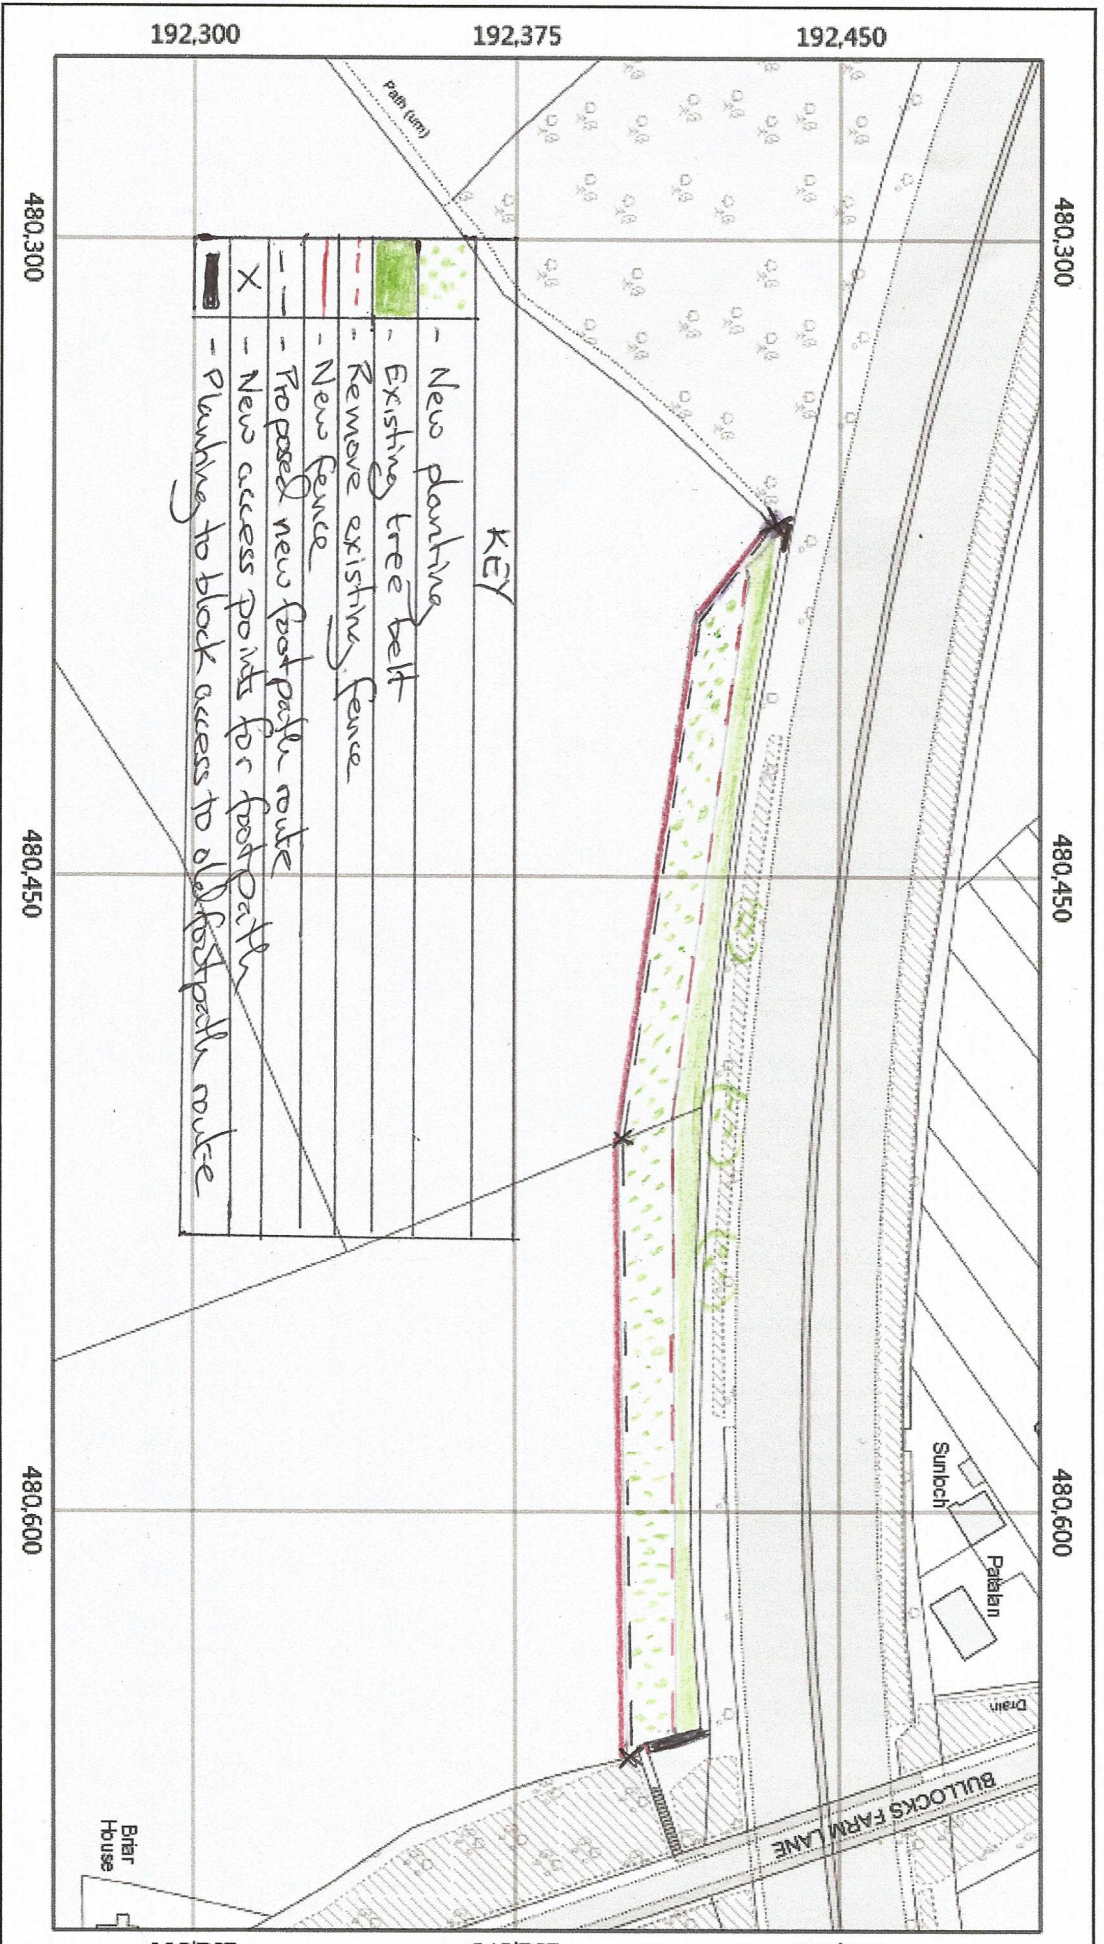 192,300
192,375
192,450
480,300
480,300
480,450
480,450
480,600
480,600
Path (um)
KEY
- New planting
- Existing tree belt
- Remove existing fence
- New fence
- Proposed new footpath route
X - New access points for footpath
- Planting to block access to old footpath route
Sunloch
Patalan
Drain
BULLOCKS FARM LANE
Briar
House